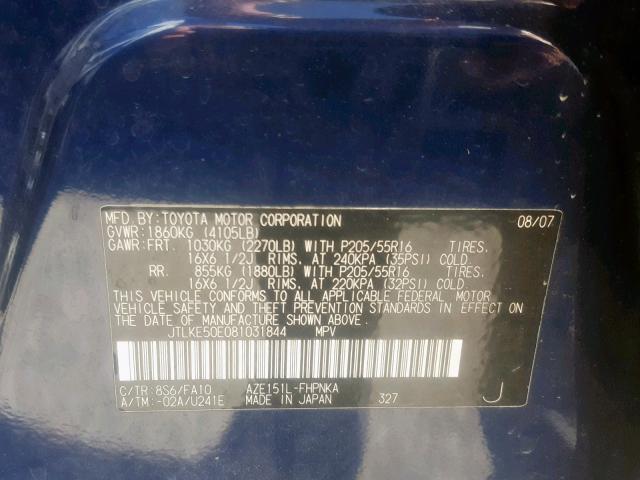 MFD. BY: TOYOTA MOTOR CORPORATION 08/07
GVWR: 1860KG (4105LB)
GAWR: FRT. 1030KG (2270LB) WITH P205/55R16 TIRES.
16X6 1/2J RIMS. AT 240KPA (35PSI) COLD
RR. 855KG (1880LB) WITH P205/55R16 TIRES.
16X6 1/2J RIMS. AT 220KPA (32PSI) COLD
THIS VEHICLE CONFORMS TO ALL APPLICABLE FEDERAL MOTOR
VEHICLE SAFETY AND THEFT PREVENTION STANDARDS IN EFFECT ON
THE DATE OF MANUFACTURE SHOWN ABOVE.
JTLKE50E081031844 MPV
C/TR: 8S6/FA10 AZE151L-FHPNKA
A/TM: -02A/U241E MADE IN JAPAN 327 J